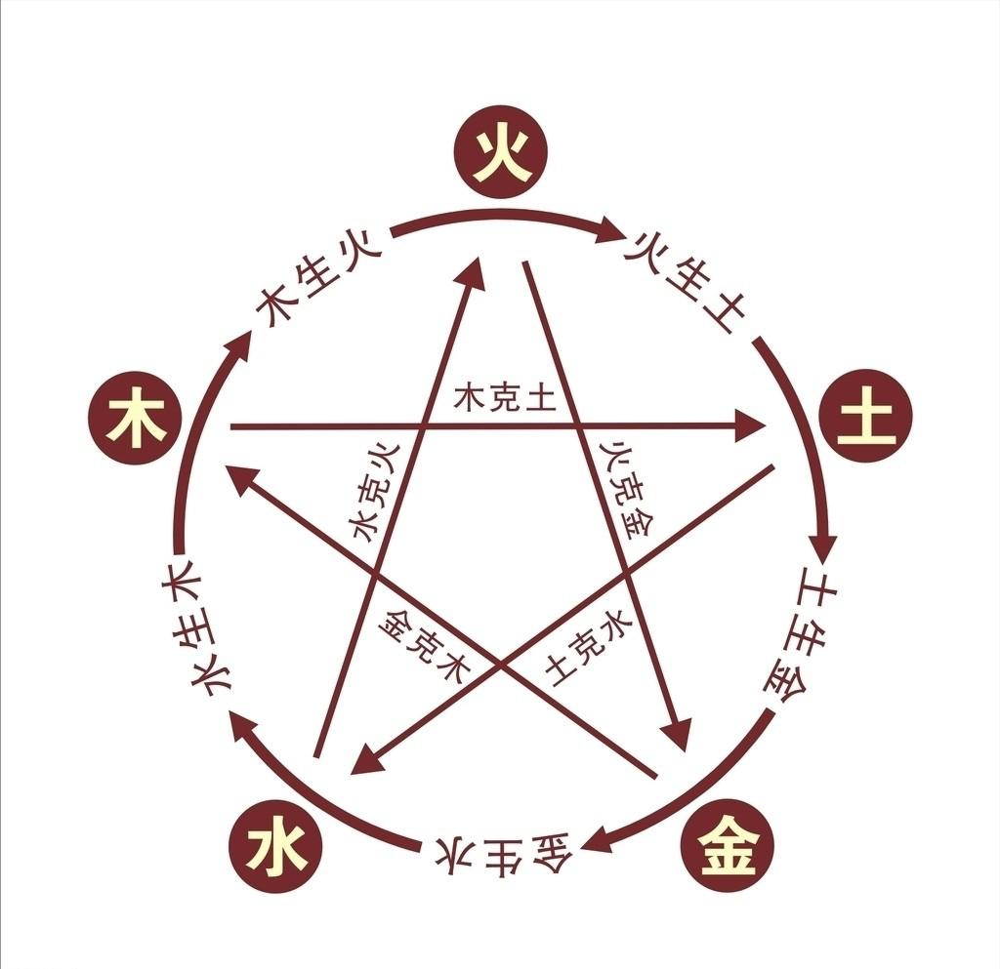 火
木生火
火生土
木
土
木克土
水克火
火克金
水生木
土生金
金克木
土克水
水
金
金生水